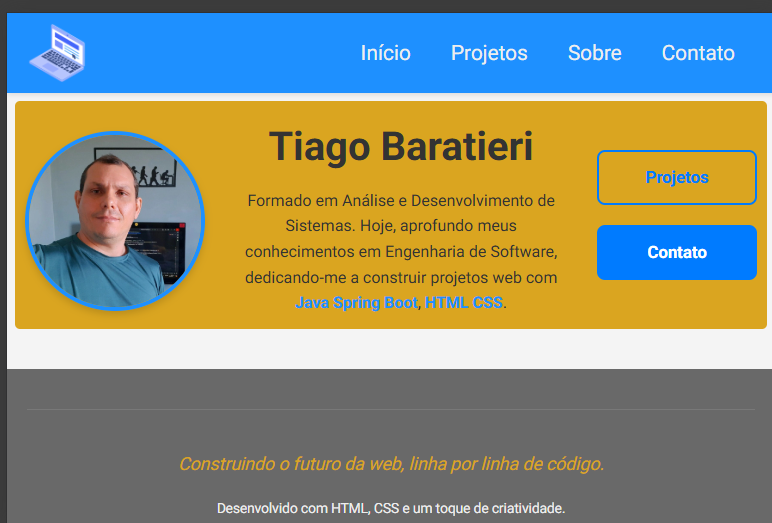 Início Projetos Sobre Contato
Tiago Baratieri
Formado em Análise e Desenvolvimento de
Sistemas. Hoje, aprofundo meus
conhecimentos em Engenharia de Software,
dedicando-me a construir projetos web com
Java Spring Boot, HTML CSS.
Projetos
Contato
Construindo o futuro da web, linha por linha de código.
Desenvolvido com HTML, CSS e um toque de criatividade.